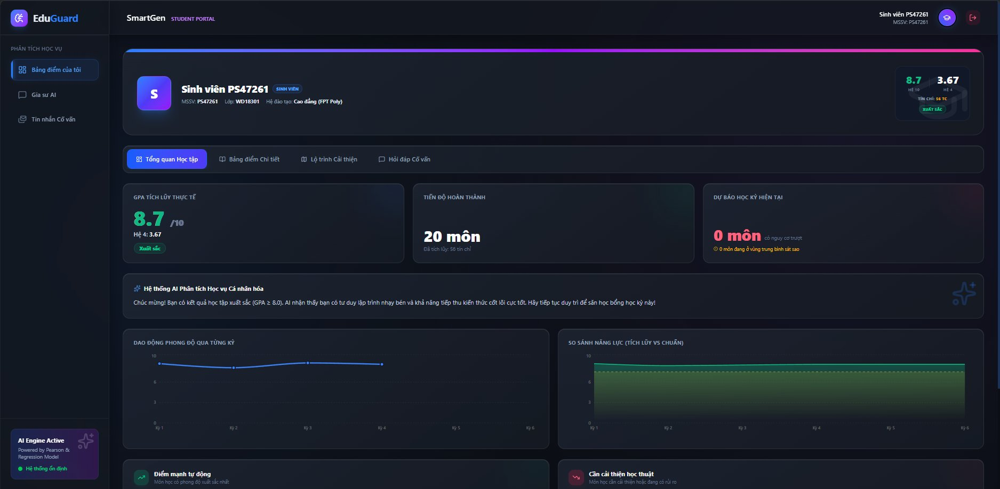 EduGuard
SmartGen STUDENT PORTAL
Sinh viên PS47261
MSSV: PS47261
PHÂN TÍCH HỌC VỤ
Bảng điểm của tôi
Gia sư AI
Tin nhắn Cố vấn
S
Sinh viên PS47261 SINH VIÊN
MSSV: PS47261 Lớp: WD18301 Hệ đào tạo: Cao đẳng (FPT Poly)
8.7 3.67
HỆ 10 HỆ 4
TÍN CHỈ: 56 TC
XUẤT SẮC
Tổng quan Học tập Bảng điểm Chi tiết Lộ trình Cải thiện Hỏi đáp Cố vấn
GPA TÍCH LŨY THỰC TẾ
8.7 /10
Hệ 4: 3.67
Xuất sắc
TIẾN ĐỘ HOÀN THÀNH
20 môn
Đã tích lũy: 56 tín chỉ
DỰ BÁO HỌC KỲ HIỆN TẠI
0 môn có nguy cơ trượt
0 môn đang ở vùng trung bình sát sao
Hệ thống AI Phân tích Học vụ Cá nhân hóa
Chúc mừng! Bạn có kết quả học tập xuất sắc (GPA ≥ 8.0). AI nhận thấy bạn có tư duy lập trình nhạy bén và khả năng tiếp thu kiến thức cốt lõi cực tốt. Hãy tiếp tục duy trì để săn học bổng học kỳ này!
DAO ĐỘNG PHONG ĐỘ QUA TỪNG KỲ
10
6
3
0
Kỳ 1 Kỳ 2 Kỳ 3 Kỳ 4 Kỳ 5 Kỳ 6
SO SÁNH NĂNG LỰC (TÍCH LŨY VS CHUẨN)
10
6
3
0
Kỳ 1 Kỳ 2 Kỳ 3 Kỳ 4 Kỳ 5 Kỳ 6
AI Engine Active
Powered by Pearson &
Regression Model
Hệ thống ổn định
Điểm mạnh tự động
Môn học có phong độ xuất sắc nhất
Cần cải thiện học thuật
Môn học cần cải thiện hoặc đang có rủi ro